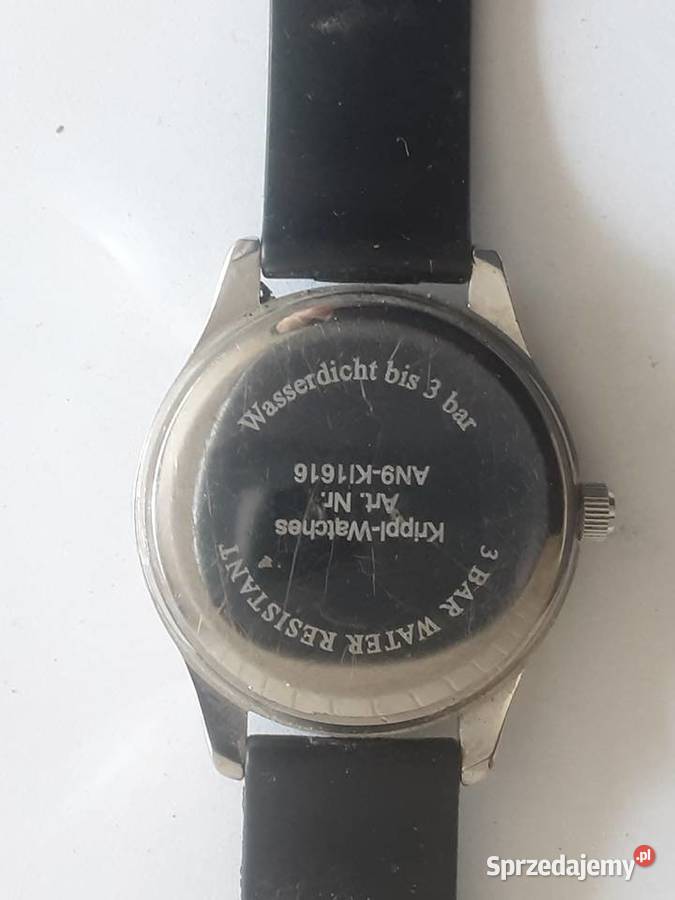 Wasserdicht bis 3 bar
Krippl-Watches
Art. Nr.
AN9-KI1616
3 BAR WATER RESISTANT
Sprzedajemy.pl